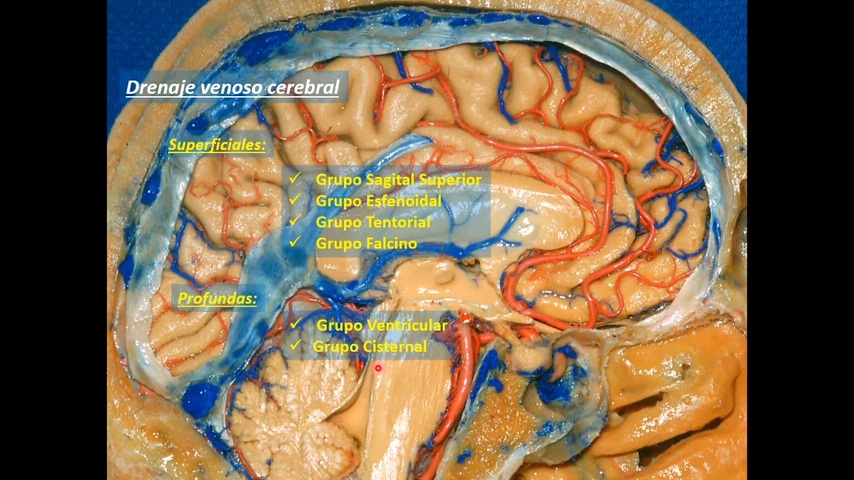 Drenaje venoso cerebral
Superficiales:
✓ Grupo Sagital Superior
✓ Grupo Esfenoidal
✓ Grupo Tentorial
✓ Grupo Falcino
Profundas:
✓ Grupo Ventricular
✓ Grupo Cisternal